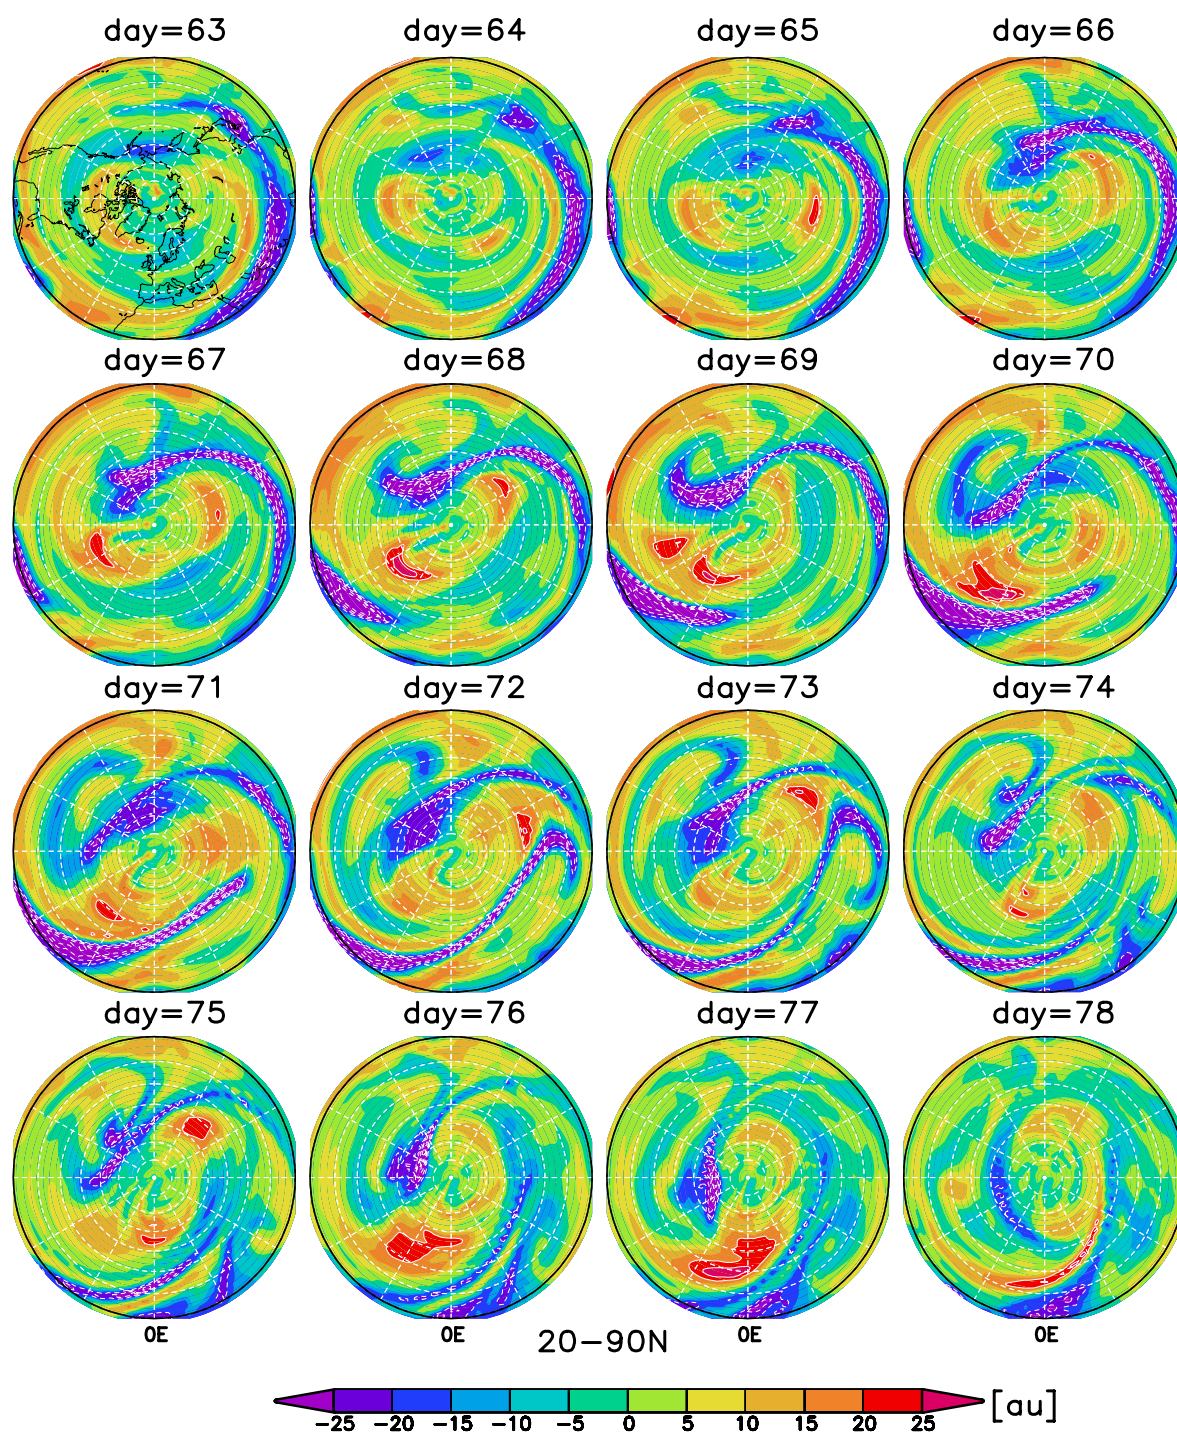 day=63 day=64 day=65 day=66
day=67 day=68 day=69 day=70
day=71 day=72 day=73 day=74
day=75 day=76 day=77 day=78
0E 0E 0E 0E
20-90N
-25 -20 -15 -10 -5 0 5 10 15 20 25 [au]